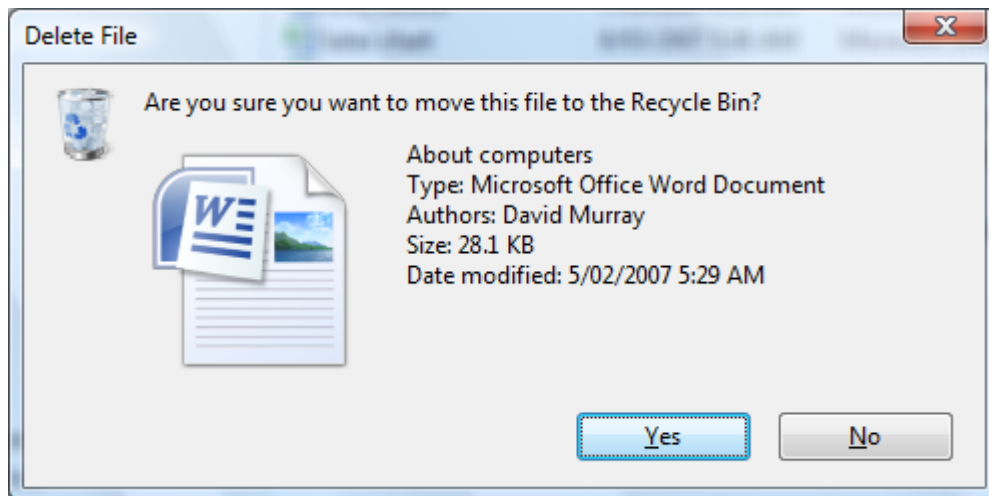 Delete File
Are you sure you want to move this file to the Recycle Bin?
About computers
Type: Microsoft Office Word Document
Authors: David Murray
Size: 28.1 KB
Date modified: 5/02/2007 5:29 AM
W
Yes
No